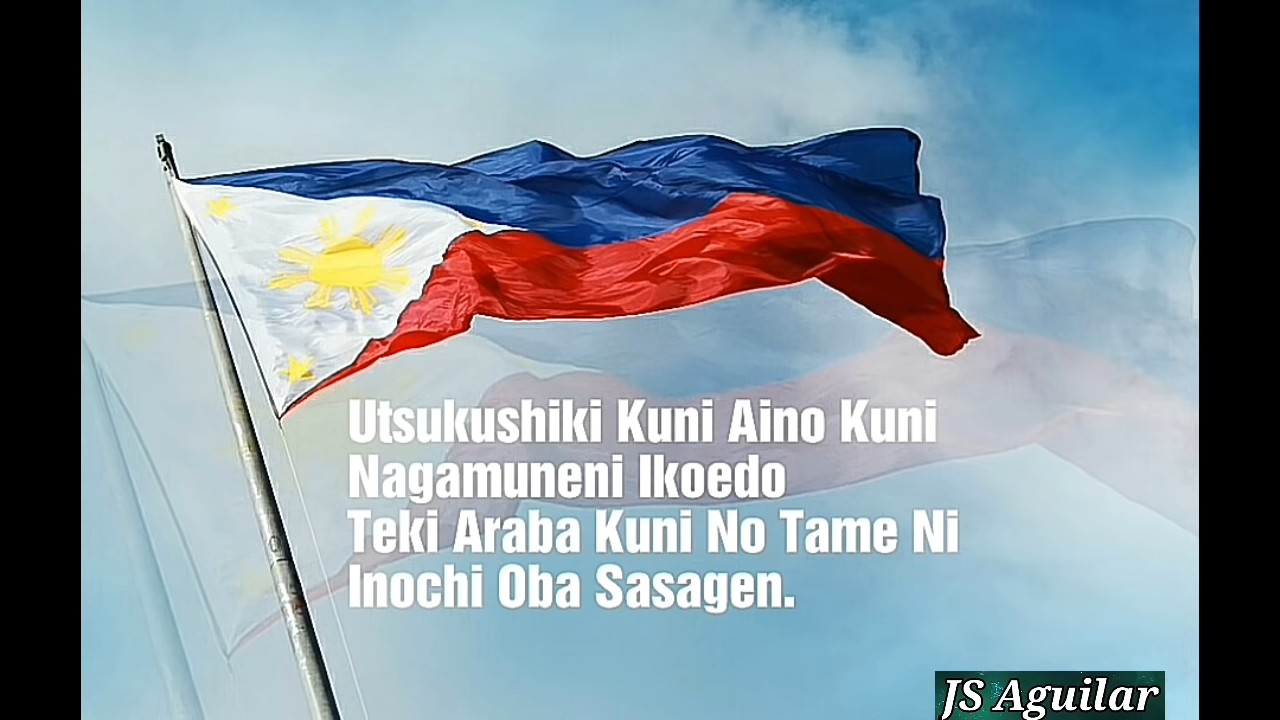 Utsukushiki Kuni Aino Kuni
Nagamuneni Ikoedo
Teki Araba Kuni No Tame Ni
Inochi Oba Sasagen.
JS Aguilar